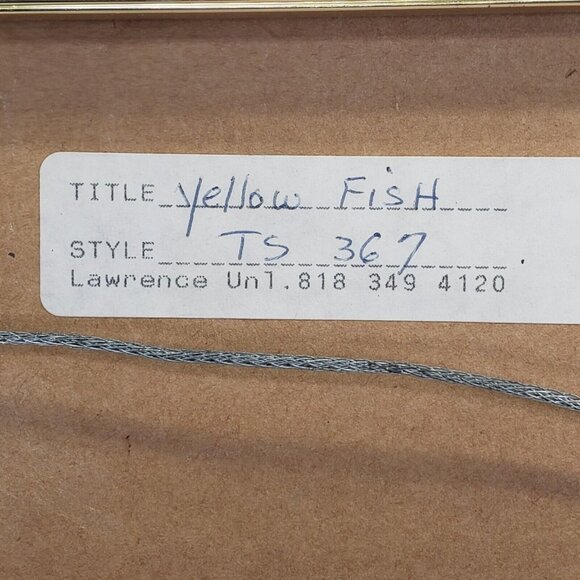 TITLE Yellow FisH
STYLE TS 367
Lawrence Unl.818 349 4120